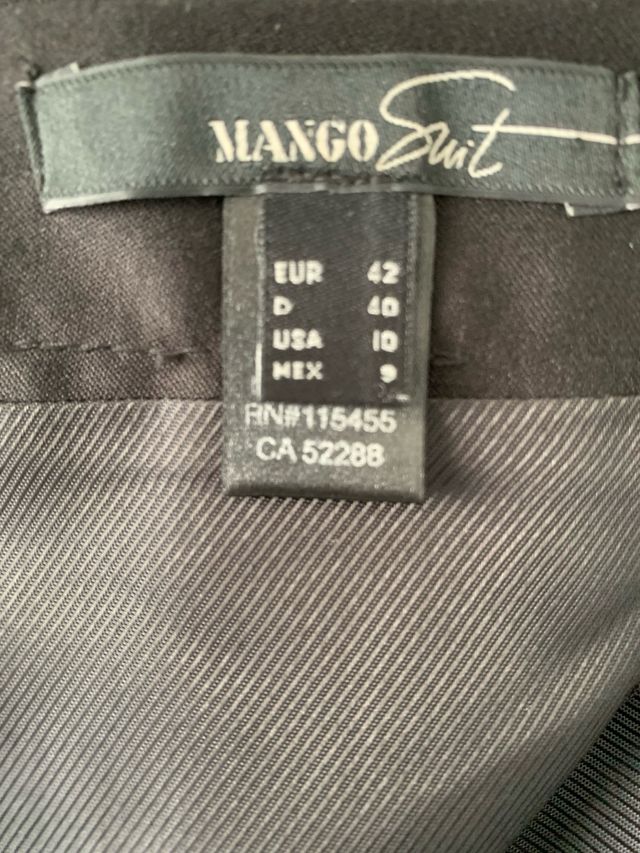 MANGO Suit
EUR 42
D 40
USA 10
MEX 9
RN#115455
CA 52288